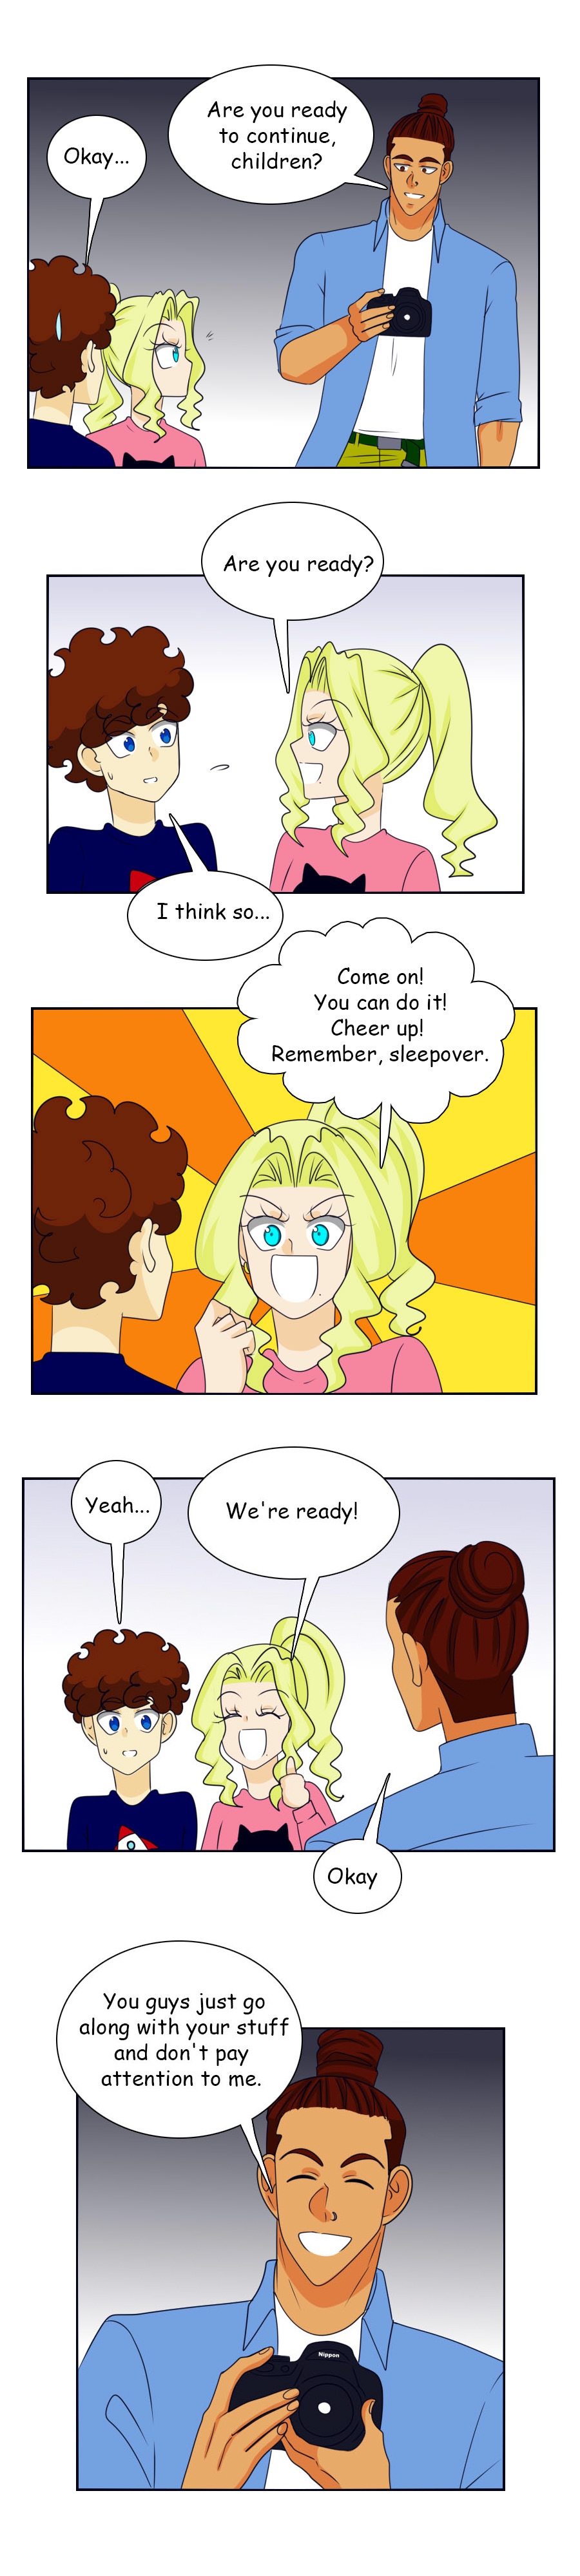 Are you ready
to continue,
children?
Okay...
Are you ready?
I think so...
Come on!
You can do it!
Cheer up!
Remember, sleepover.
Yeah...
We're ready!
Okay
You guys just go
along with your stuff
and don't pay
attention to me.
Nippon